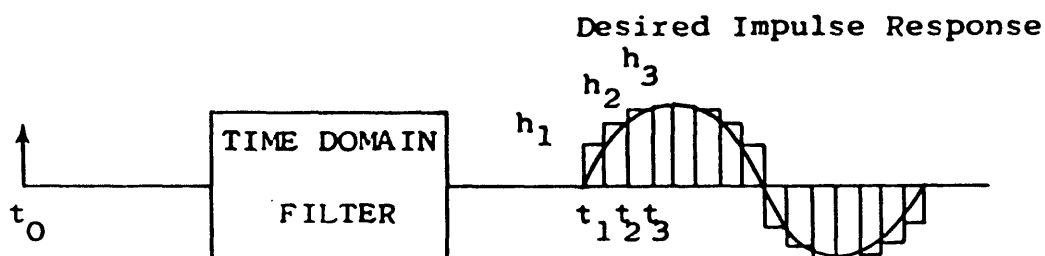 Desired Impulse Response
h3
h2
h1
TIME DOMAIN
FILTER
t0
t1
t2
t3